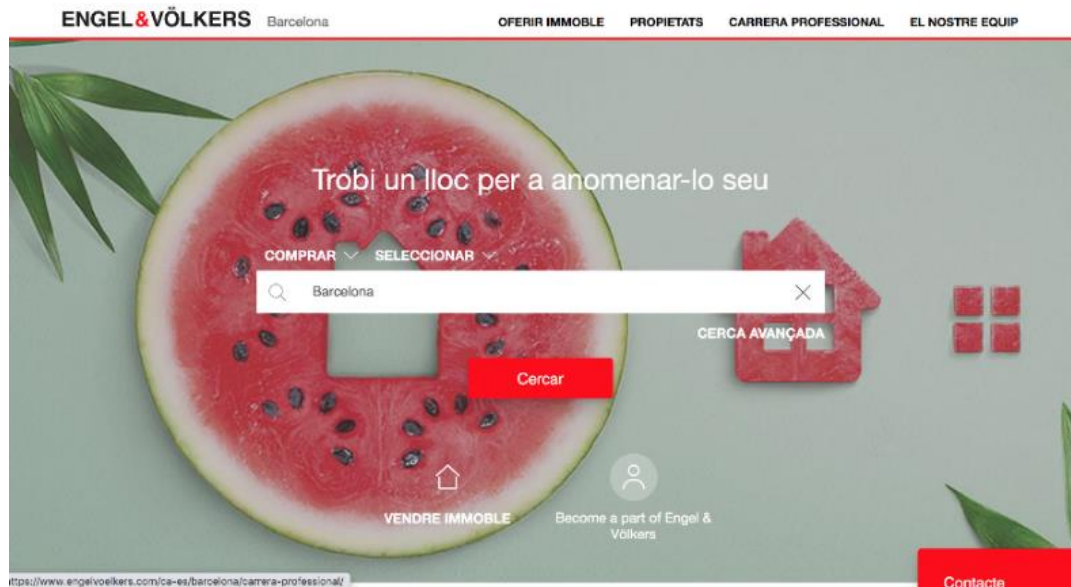 ENGEL&VÖLKERS Barcelona
OFERIR IMMOBLE PROPIETATS CARRERA PROFESSIONAL EL NOSTRE EQUIP
Trobi un lloc per a anomenar-lo seu
COMPRAR SELECCIONAR
Barcelona
CERCA AVANÇADA
Cercar
VENDRE IMMOBLE
Become a part of Engel &
Völkers
Contacte
ttps://www.engelvoelkers.com/ca-es/barcelona/carrera-professional/